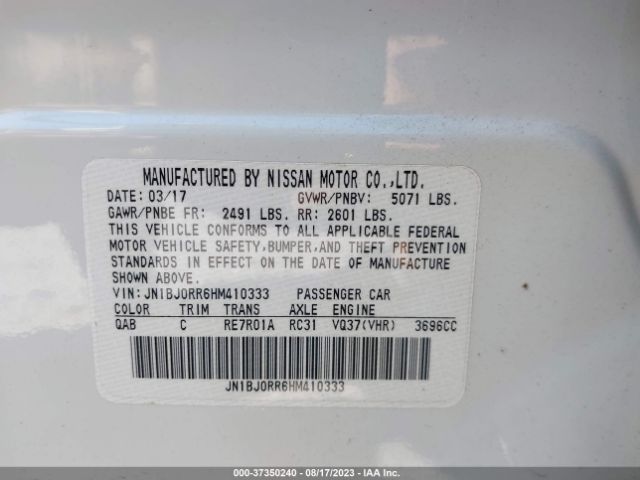 MANUFACTURED BY NISSAN MOTOR CO.,LTD.
DATE: 03/17 GVWR/PNBV: 5071 LBS.
GAWR/PNBE FR: 2491 LBS. RR: 2601 LBS.
THIS VEHICLE CONFORMS TO ALL APPLICABLE FEDERAL
MOTOR VEHICLE SAFETY,BUMPER,AND THEFT PREVENTION
STANDARDS IN EFFECT ON THE DATE OF MANUFACTURE
SHOWN ABOVE.
VIN:JN1BJ0RR6HM410333 PASSENGER CAR
COLOR TRIM TRANS AXLE ENGINE
QAB C RE7R01A RC31 VQ37(VHR) 3696CC
JN1BJ0RR6HM410333
000-37350240 - 08/17/2023 - IAA Inc.